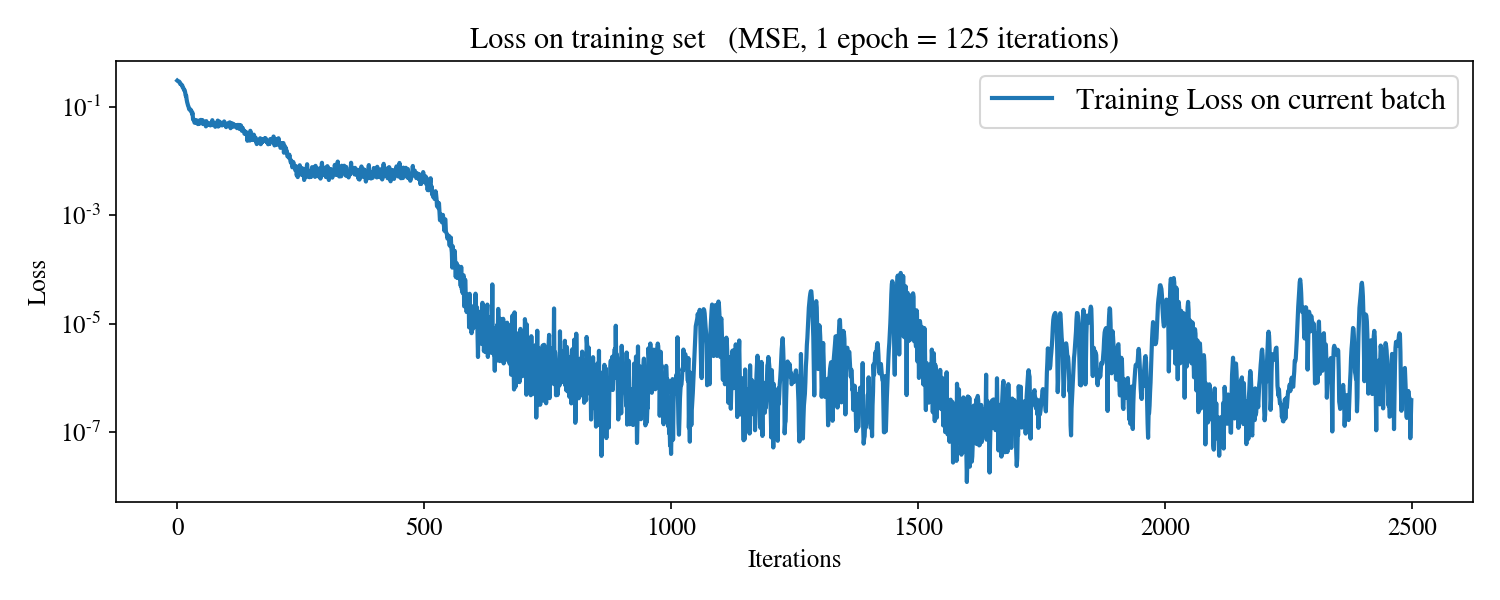 Loss on training set (MSE, 1 epoch = 125 iterations)
Training Loss on current batch
Loss
10⁻¹
10⁻³
10⁻⁵
10⁻⁷
0 500 1000 1500 2000 2500
Iterations